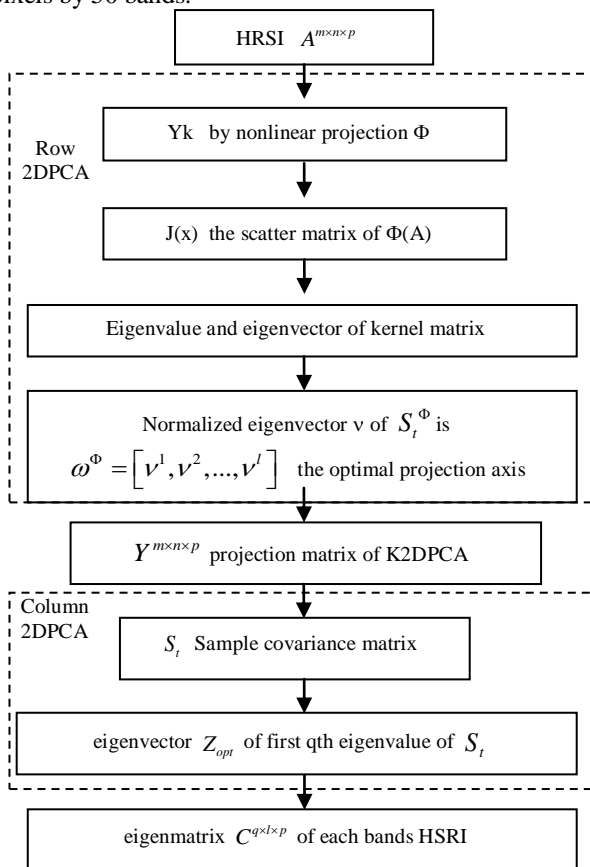 pixels by 50 bands.
HRSI A^{m×n×p}
Row
2DPCA
Yk by nonlinear projection Φ
J(x) the scatter matrix of Φ(A)
Eigenvalue and eigenvector of kernel matrix
Normalized eigenvector ν of S_t^Φ is
ω^Φ = [ν^1, ν^2, ..., ν^l] the optimal projection axis
Y^{m×n×p} projection matrix of K2DPCA
Column
2DPCA
S_t Sample covariance matrix
eigenvector Z_{opt} of first qth eigenvalue of S_t
eigenmatrix C^{q×l×p} of each bands HSRI